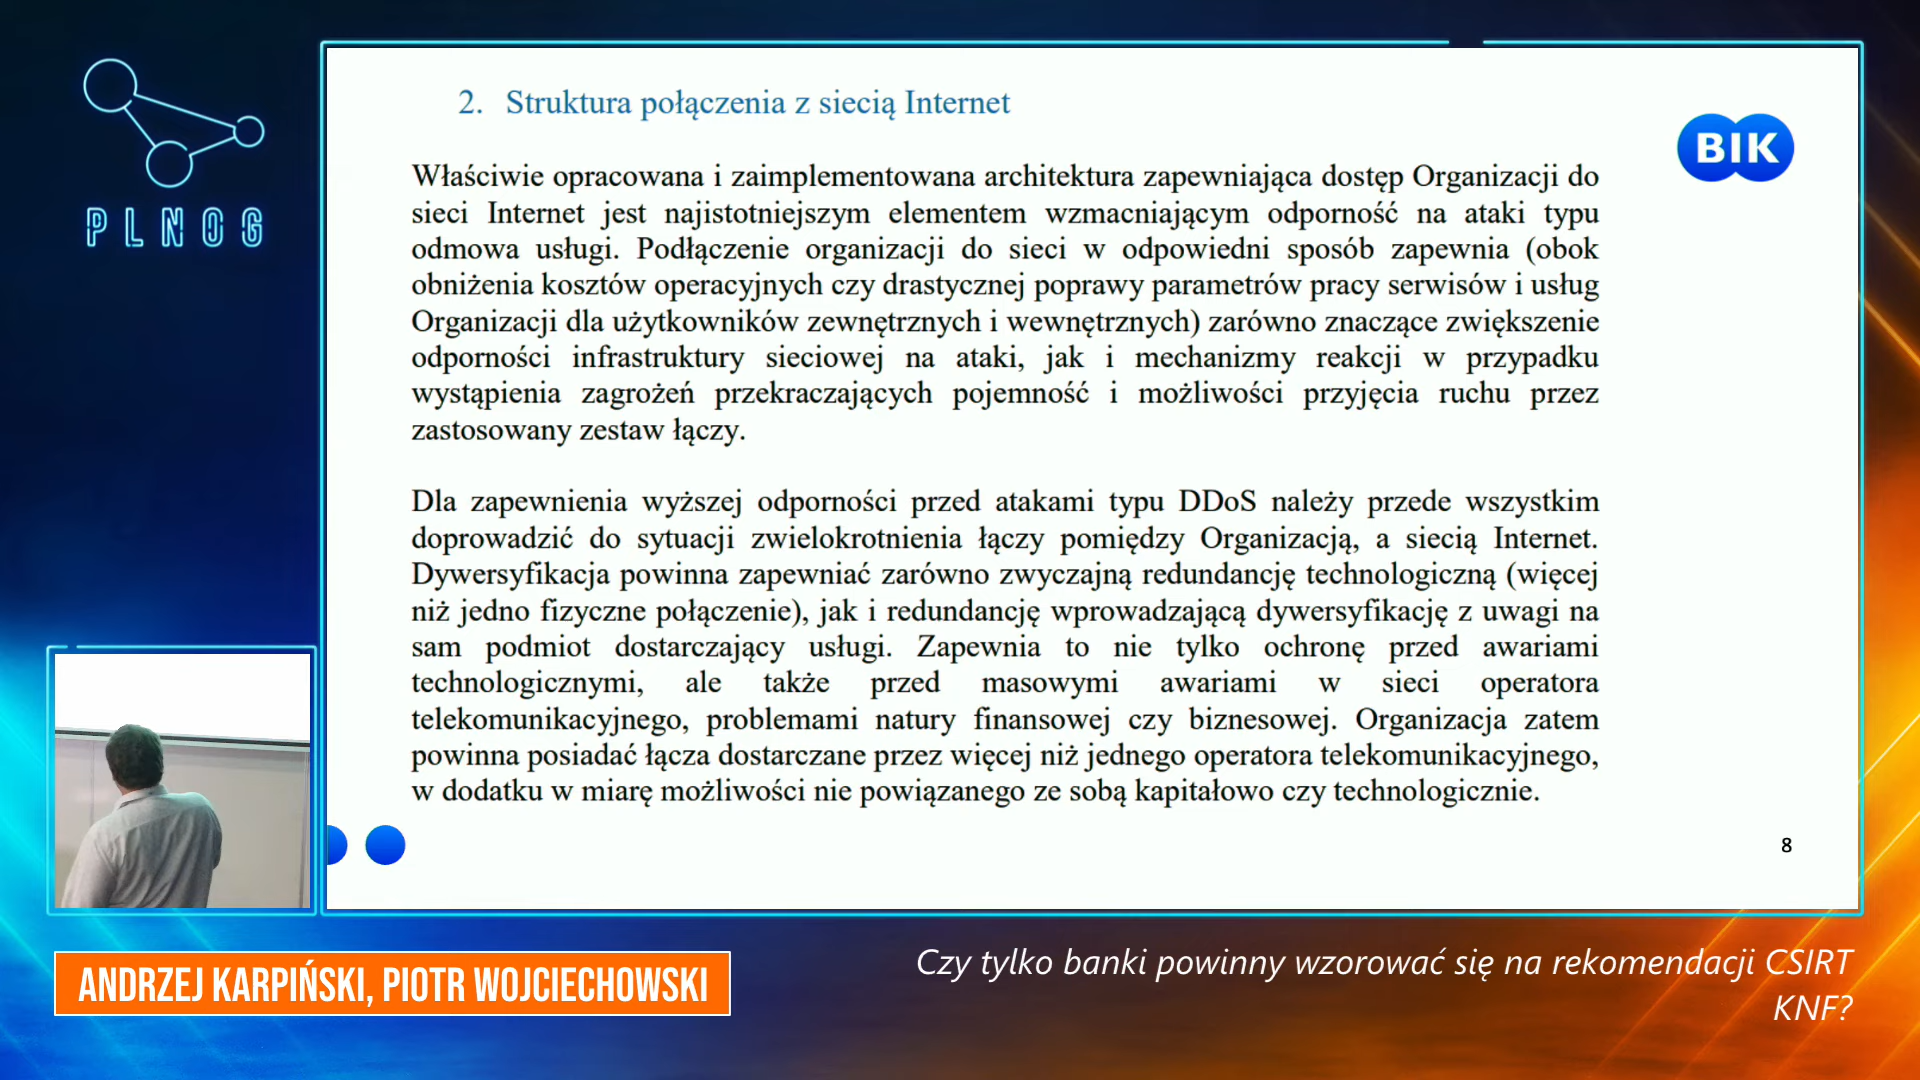 PLNOG
2. Struktura połączenia z siecią Internet
BIK
Właściwie opracowana i zaimplementowana architektura zapewniająca dostęp Organizacji do
sieci Internet jest najistotniejszym elementem wzmacniającym odporność na ataki typu
odmowa usługi. Podłączenie organizacji do sieci w odpowiedni sposób zapewnia (obok
obniżenia kosztów operacyjnych czy drastycznej poprawy parametrów pracy serwisów i usług
Organizacji dla użytkowników zewnętrznych i wewnętrznych) zarówno znaczące zwiększenie
odporności infrastruktury sieciowej na ataki, jak i mechanizmy reakcji w przypadku
wystąpienia zagrożeń przekraczających pojemność i możliwości przyjęcia ruchu przez
zastosowany zestaw łączy.
Dla zapewnienia wyższej odporności przed atakami typu DDoS należy przede wszystkim
doprowadzić do sytuacji zwielokrotnienia łączy pomiędzy Organizacją, a siecią Internet.
Dywersyfikacja powinna zapewniać zarówno zwyczajną redundancję technologiczną (więcej
niż jedno fizyczne połączenie), jak i redundancję wprowadzającą dywersyfikację z uwagi na
sam podmiot dostarczający usługi. Zapewnia to nie tylko ochronę przed awariami
technologicznymi, ale także przed masowymi awariami w sieci operatora
telekomunikacyjnego, problemami natury finansowej czy biznesowej. Organizacja zatem
powinna posiadać łącza dostarczane przez więcej niż jednego operatora telekomunikacyjnego,
w dodatku w miarę możliwości nie powiązanego ze sobą kapitałowo czy technologicznie.
8
ANDRZEJ KARPIŃSKI, PIOTR WOJCIECHOWSKI
Czy tylko banki powinny wzorować się na rekomendacji CSIRT
KNF?